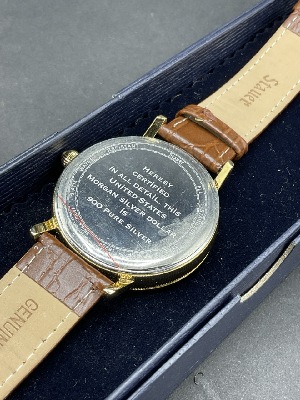 Stauer
HEREBY
CERTIFIED
IN ALL DETAIL, THIS
UNITED STATES
MORGAN SILVER DOLLAR
IS
900 PURE SILVER
GENUIN